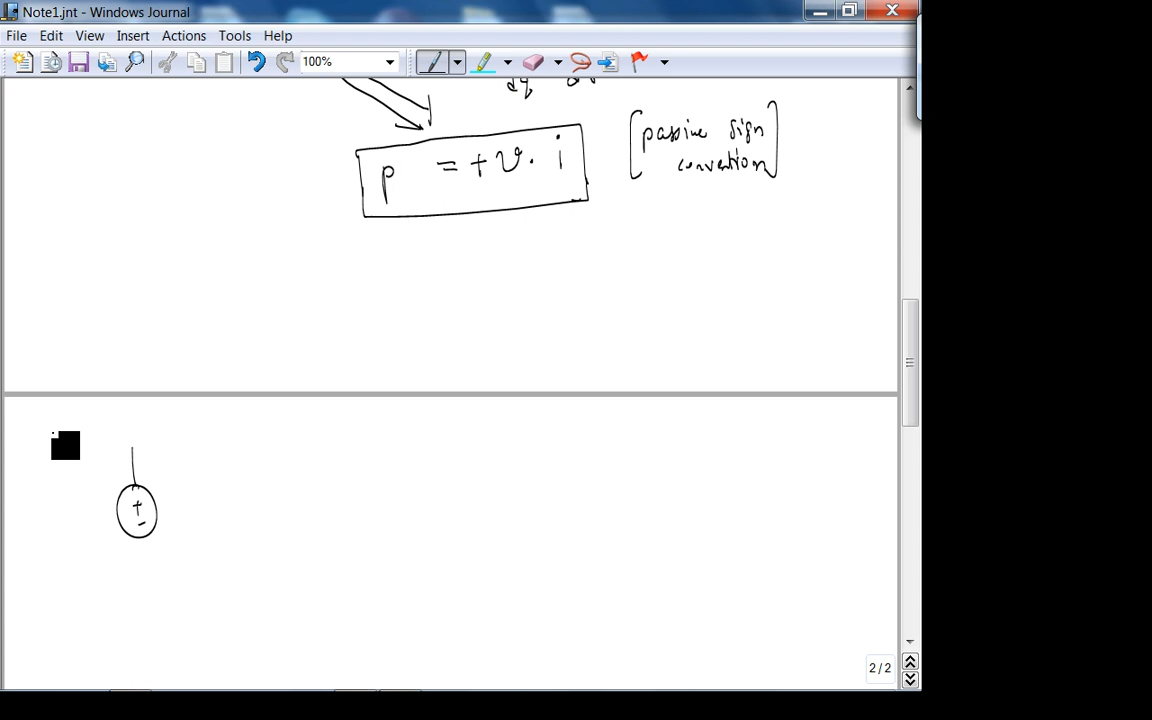 Note1.jnt - Windows Journal
File Edit View Insert Actions Tools Help
100%
p = + v · i
[passive sign
convention]
+
-
2 / 2